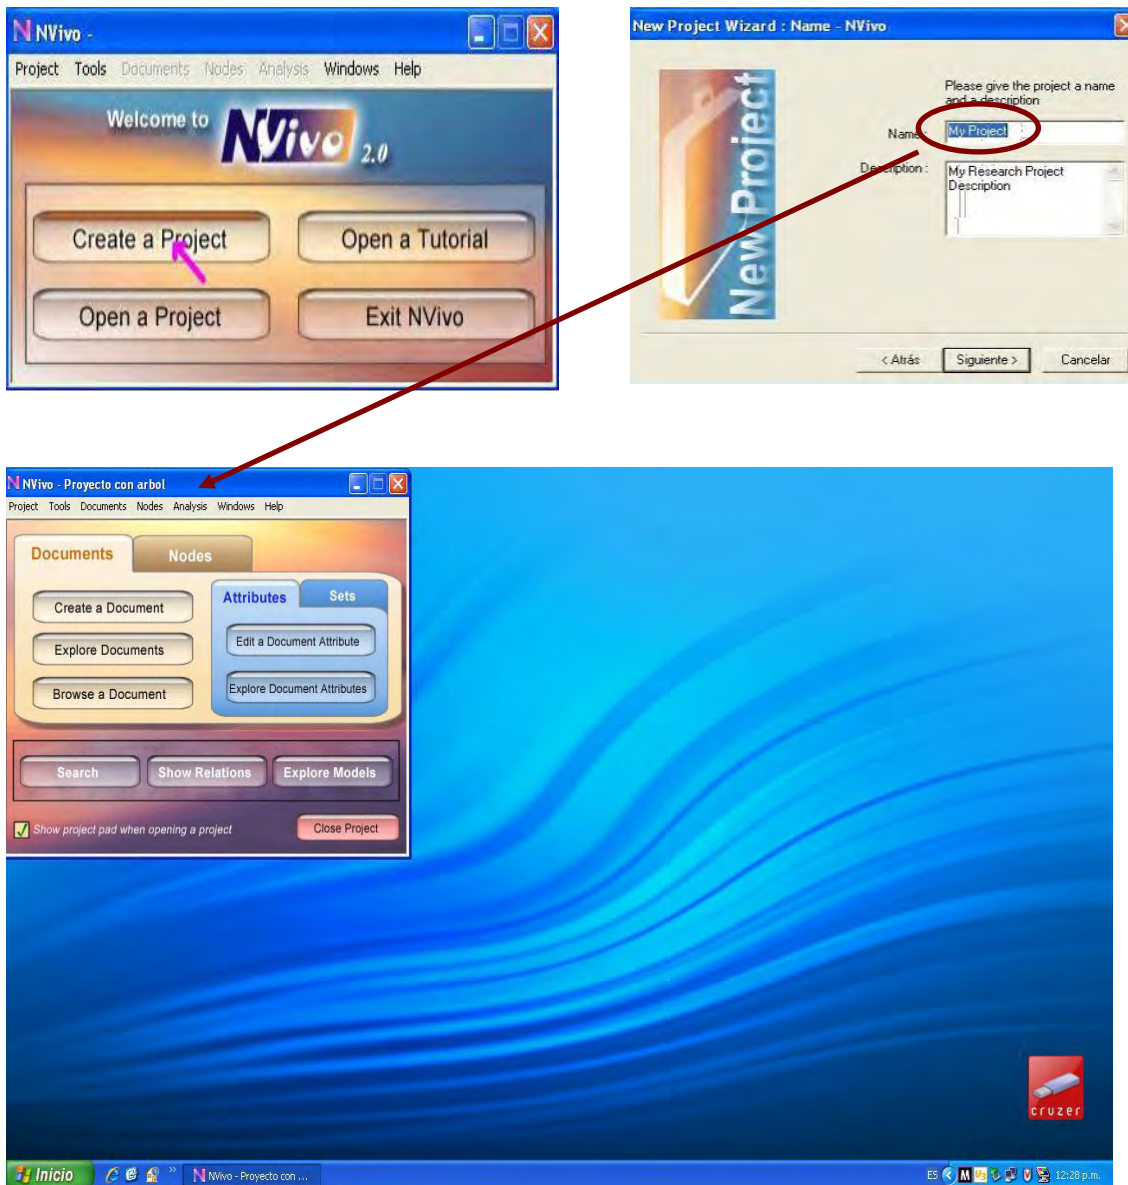 NVivo -
Project Tools Documents Nodes Analysis Windows Help
Welcome to NVivo 2.0
Create a Project Open a Tutorial
Open a Project Exit NVivo
New Project Wizard : Name - NVivo
New Project
Please give the project a name
and a description
Name : My Project
Description : My Research Project
Description
< Atrás Siguiente > Cancelar
NVivo - Proyecto con arbol
Project Tools Documents Nodes Analysis Windows Help
Documents Nodes
Attributes Sets
Create a Document
Edit a Document Attribute
Explore Documents
Explore Document Attributes
Browse a Document
Search Show Relations Explore Models
Show project pad when opening a project Close Project
cruzer
Inicio » NVivo - Proyecto con ... ES 12:28 p.m.